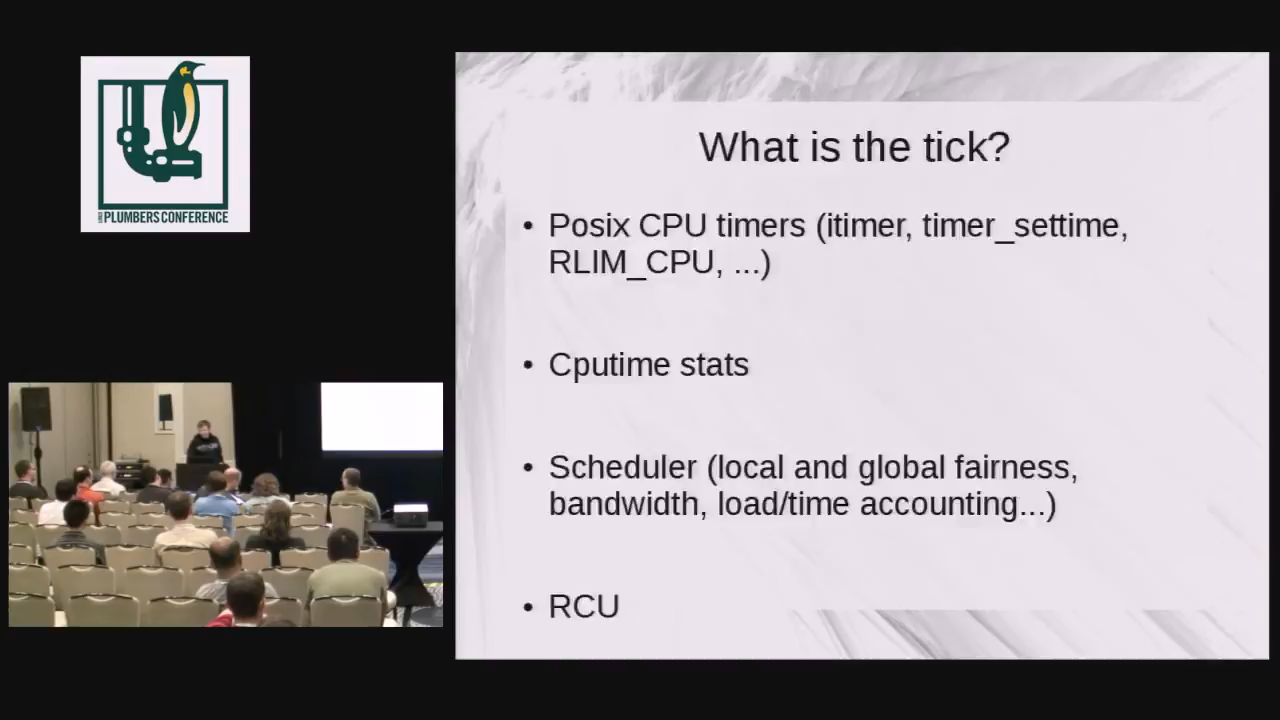 PLUMBERS CONFERENCE
What is the tick?
• Posix CPU timers (itimer, timer_settime,
RLIM_CPU, ...)
• Cputime stats
• Scheduler (local and global fairness,
bandwidth, load/time accounting...)
• RCU